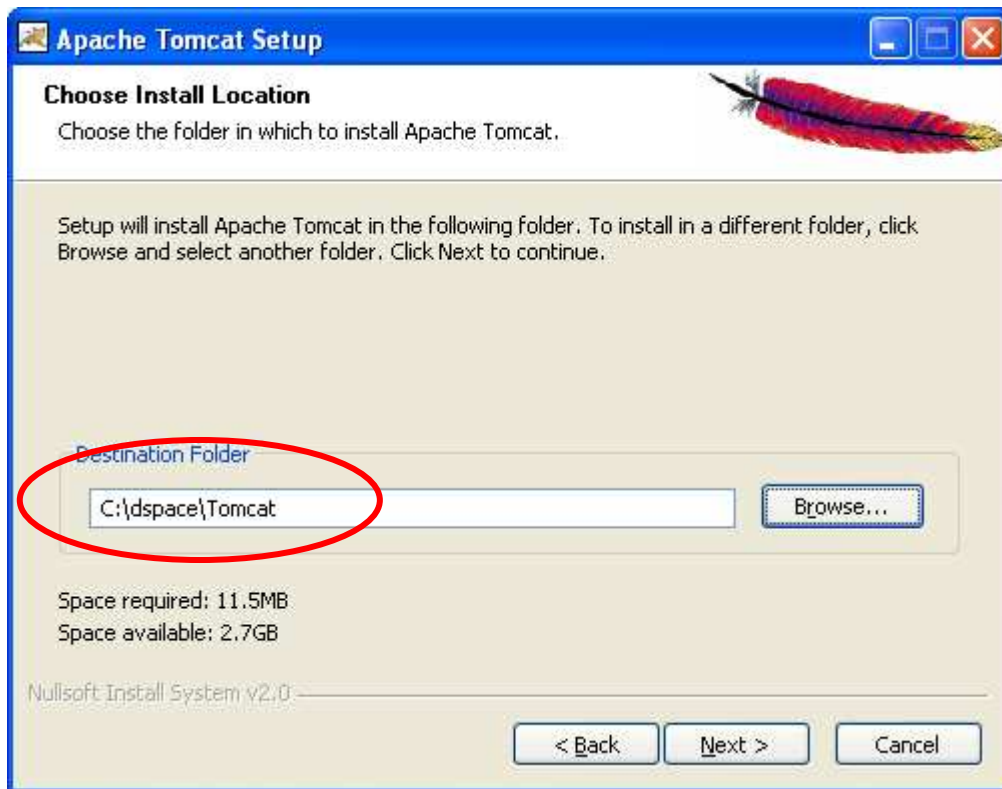 Apache Tomcat Setup
Choose Install Location
Choose the folder in which to install Apache Tomcat.
Setup will install Apache Tomcat in the following folder. To install in a different folder, click
Browse and select another folder. Click Next to continue.
Destination Folder
C:\dspace\Tomcat
Browse...
Space required: 11.5MB
Space available: 2.7GB
Nullsoft Install System v2.0
< Back
Next >
Cancel